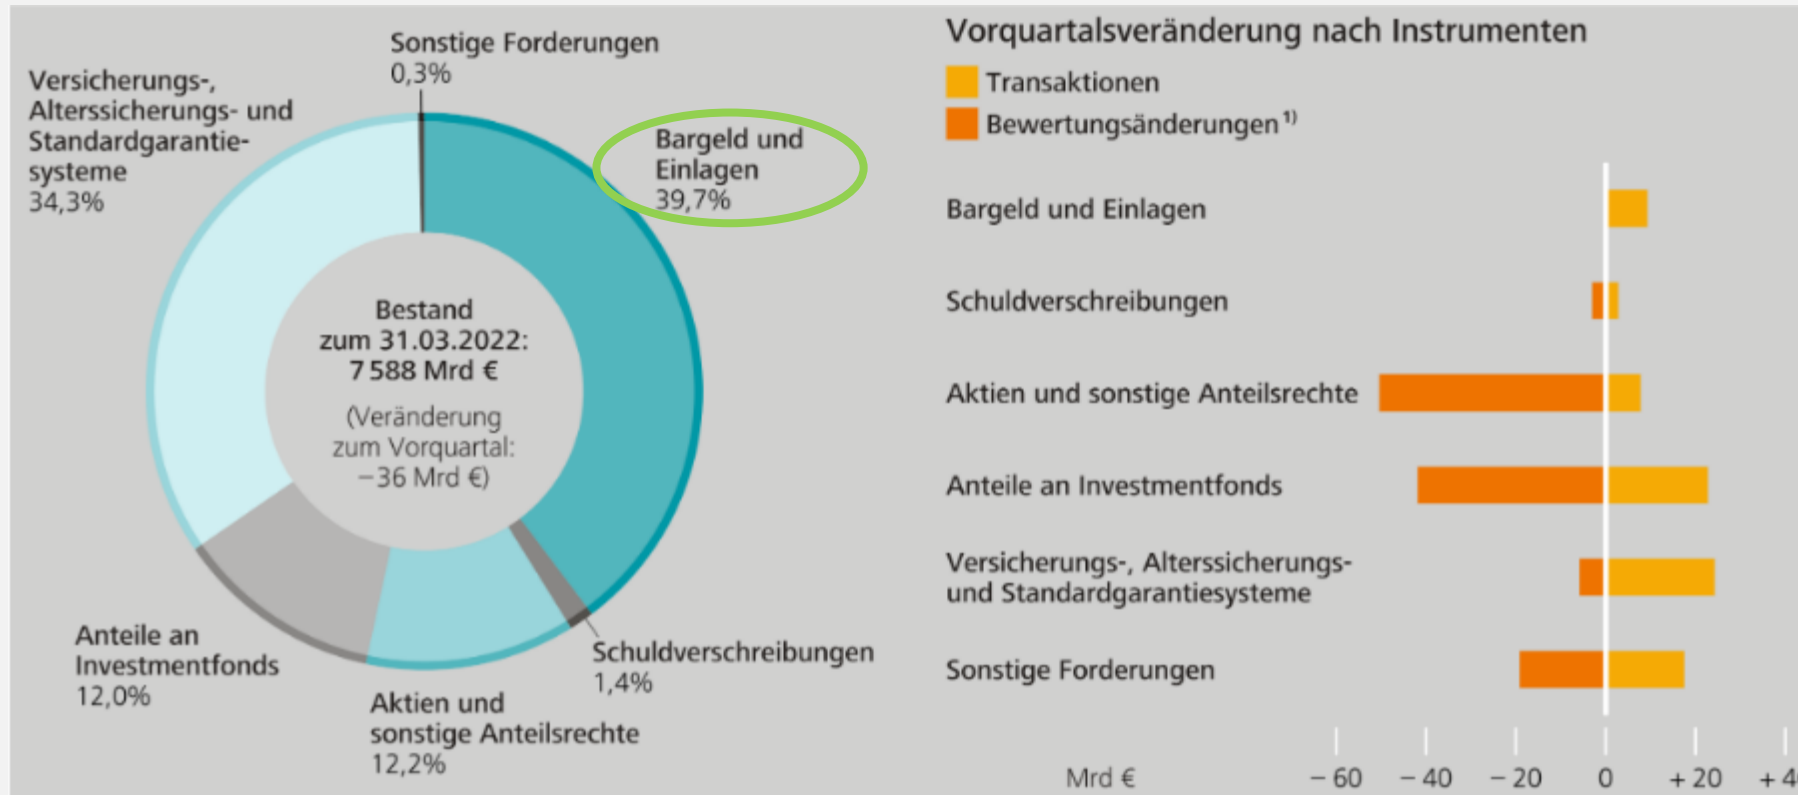 Sonstige Forderungen
0,3%
Versicherungs-,
Alterssicherungs- und
Standardgarantie-
systeme
34,3%
Bargeld und
Einlagen
39,7%
Bestand
zum 31.03.2022:
7 588 Mrd €
(Veränderung
zum Vorquartal:
−36 Mrd €)
Anteile an
Investmentfonds
12,0%
Aktien und
sonstige Anteilsrechte
12,2%
Schuldverschreibungen
1,4%
Vorquartalsveränderung nach Instrumenten
Transaktionen
Bewertungsänderungen¹⁾
Bargeld und Einlagen
Schuldverschreibungen
Aktien und sonstige Anteilsrechte
Anteile an Investmentfonds
Versicherungs-, Alterssicherungs-
und Standardgarantiesysteme
Sonstige Forderungen
Mrd € − 60 − 40 − 20 0 + 20 + 4